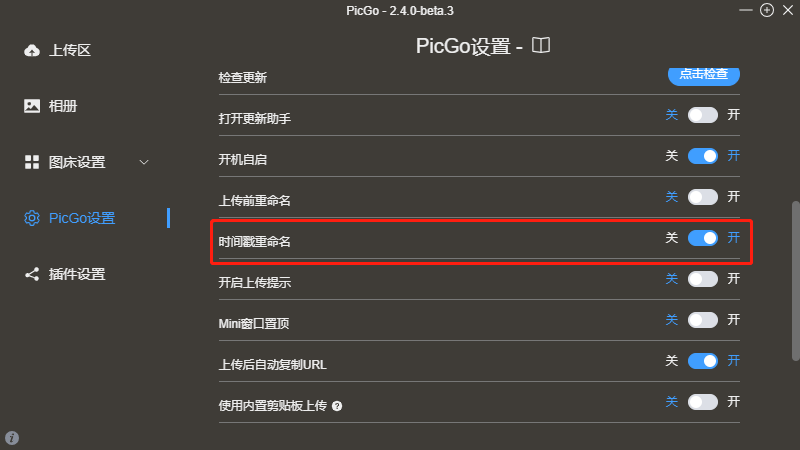 PicGo - 2.4.0-beta.3
上传区
相册
图床设置
PicGo设置
插件设置
PicGo设置 -
检查更新 点击检查
打开更新助手 关 开
开机自启 关 开
上传前重命名 关 开
时间戳重命名 关 开
开启上传提示 关 开
Mini窗口置顶 关 开
上传后自动复制URL 关 开
使用内置剪贴板上传 关 开